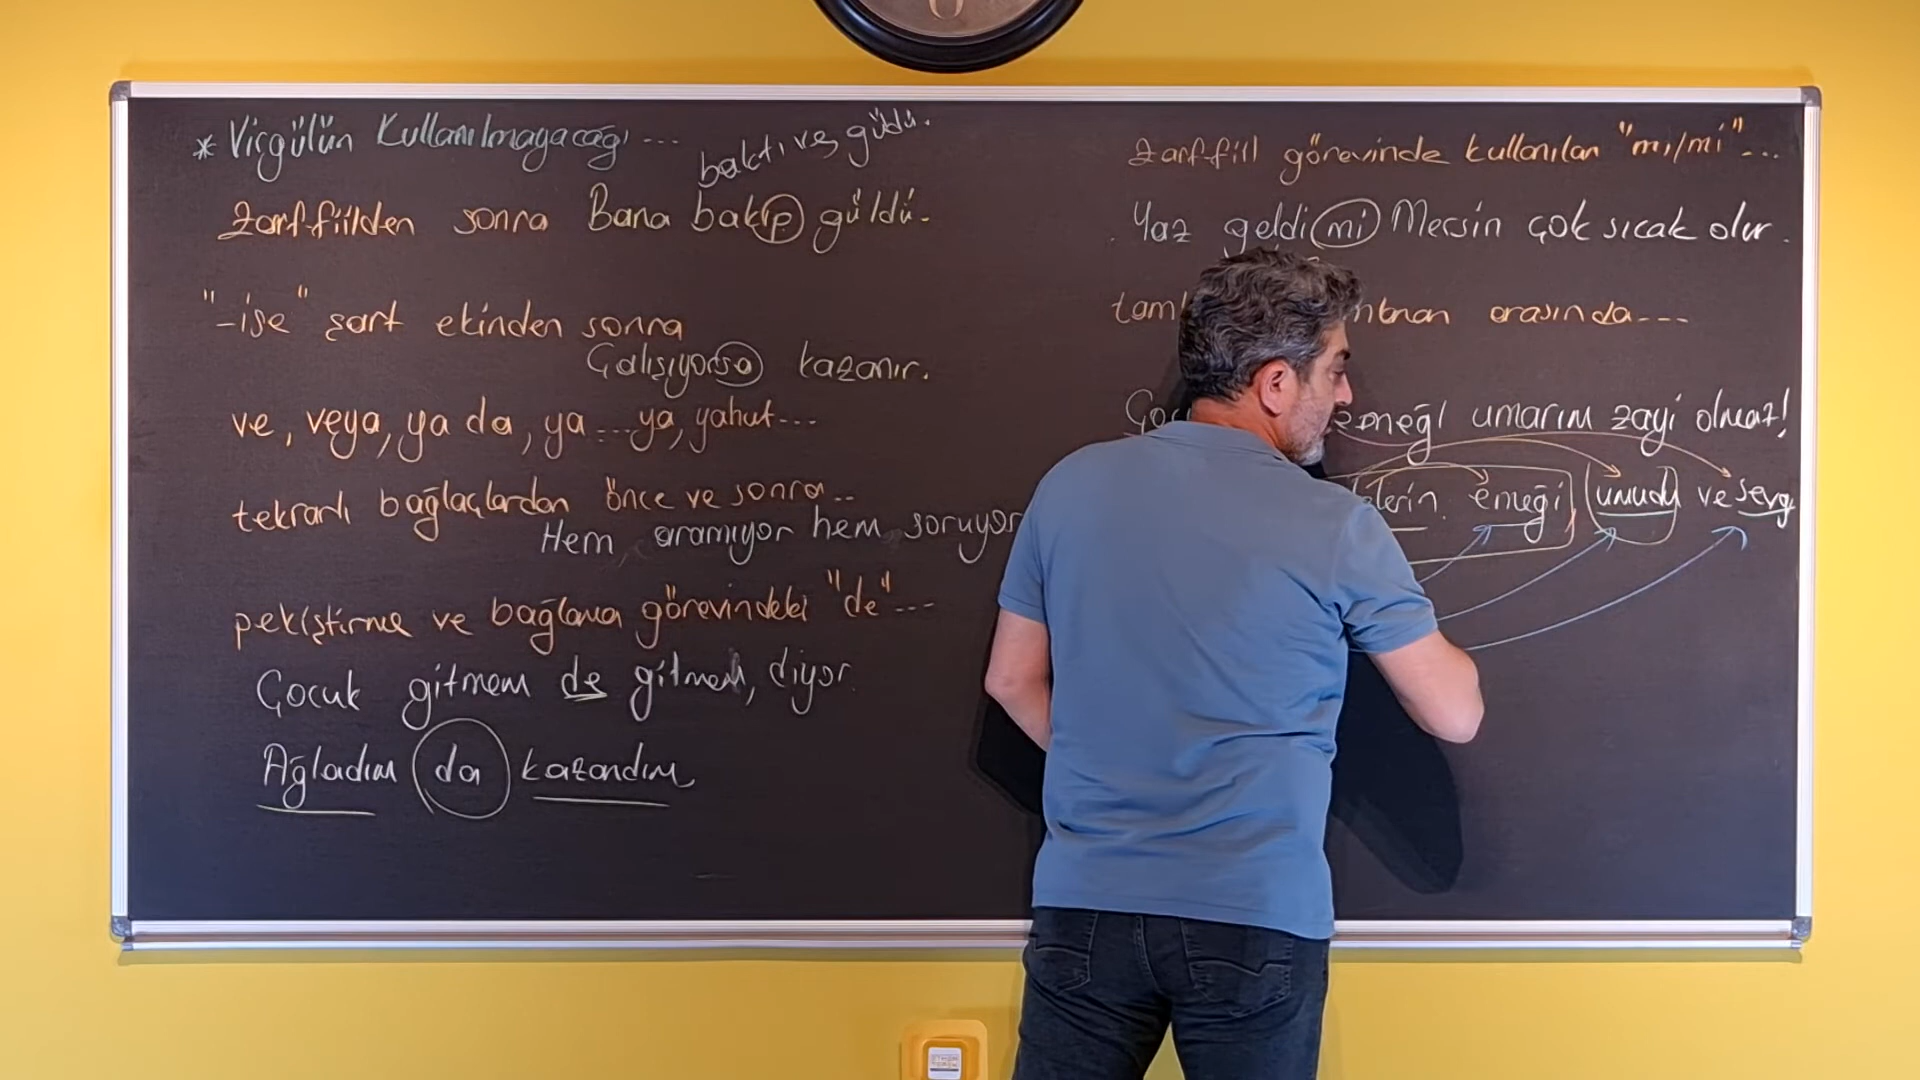 * Virgülün Kullanılmayacağı ---
baktı ve güldü.
Zarf-fiilden sonra Bana bakıp güldü.
"-ise" şart ekinden sonra
Çalışıyorsa kazanır.
ve, veya, ya da, ya ... ya, yahut...
tekrarlı bağlaçlardan önce ve sonra..
Hem aramıyor hem soruyor
pekiştirme ve bağlama görevindeki "de"...
Çocuk gitmem de gitmem, diyor.
Ağladım da kazandım
Zarf-fiil görevinde kullanılan "mı/mi"...
Yaz geldi mi Mersin çok sıcak olur.
arasında---
emeği umarım zayi olmaz!
emeği, umudu ve sevg